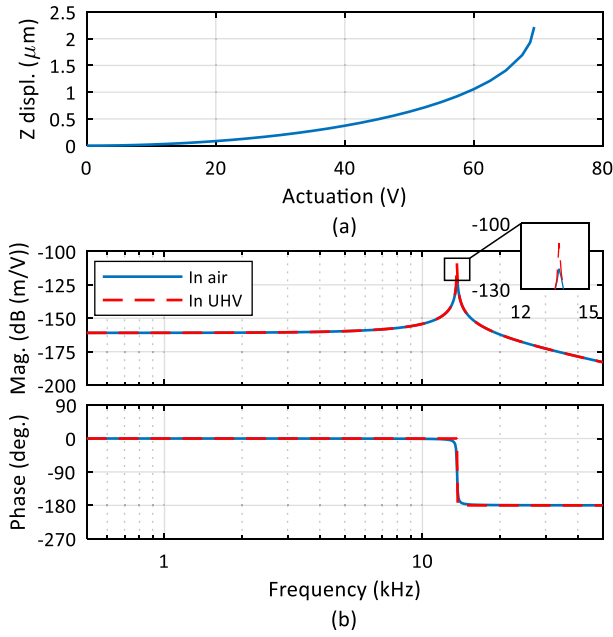 2.5
2
1.5
1
0.5
0
Z displ. (μm)
0 20 40 60 80
Actuation (V)
(a)
-100
-125
-150
-175
-200
Mag. (dB (m/V))
In air
In UHV
-100
-130
12 15
90
0
-90
-180
-270
Phase (deg.)
1 10
Frequency (kHz)
(b)